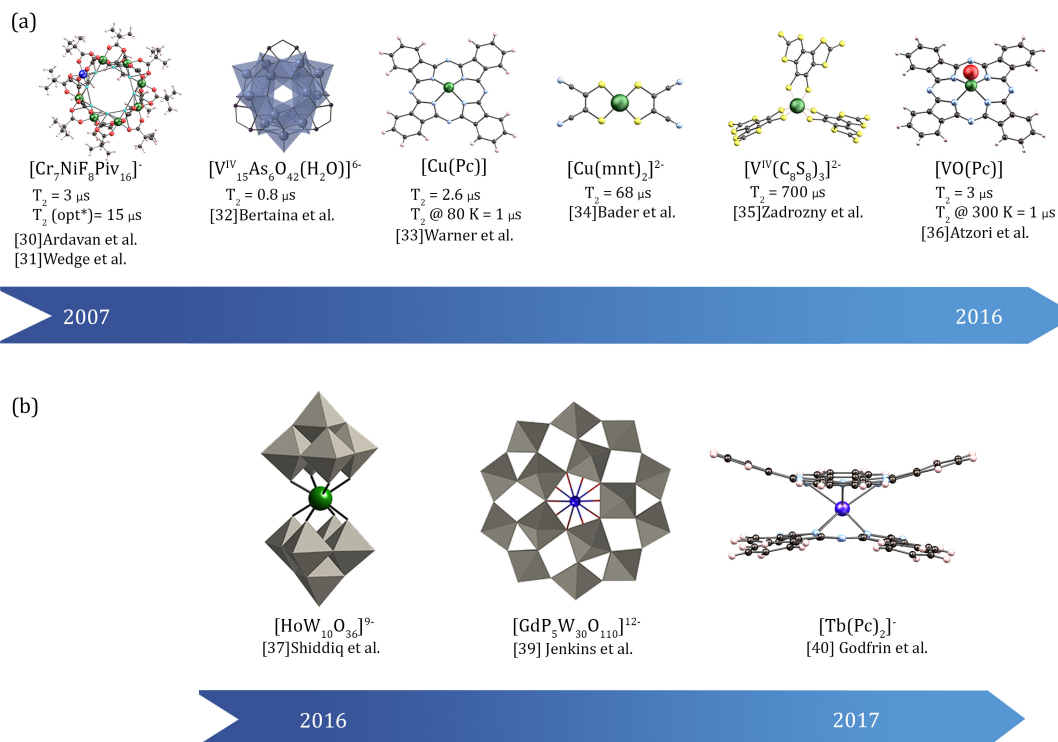 (a)
[Cr₇NiF₈Piv₁₆]⁻
T₂ = 3 μs
T₂ (opt*)= 15 μs
[30]Ardavan et al.
[31]Wedge et al.
[Vᴵⱽ₁₅As₆O₄₂(H₂O)]⁶⁻
T₂ = 0.8 μs
[32]Bertaina et al.
[Cu(Pc)]
T₂ = 2.6 μs
T₂ @ 80 K = 1 μs
[33]Warner et al.
[Cu(mnt)₂]²⁻
T₂ = 68 μs
[34]Bader et al.
[Vᴵⱽ(C₈S₈)₃]²⁻
T₂ = 700 μs
[35]Zadrozny et al.
[VO(Pc)]
T₂ = 3 μs
T₂ @ 300 K = 1 μs
[36]Atzori et al.
2007 2016
(b)
[HoW₁₀O₃₆]⁹⁻
[37]Shiddiq et al.
[GdP₅W₃₀O₁₁₀]¹²⁻
[39] Jenkins et al.
[Tb(Pc)₂]⁻
[40] Godfrin et al.
2016 2017